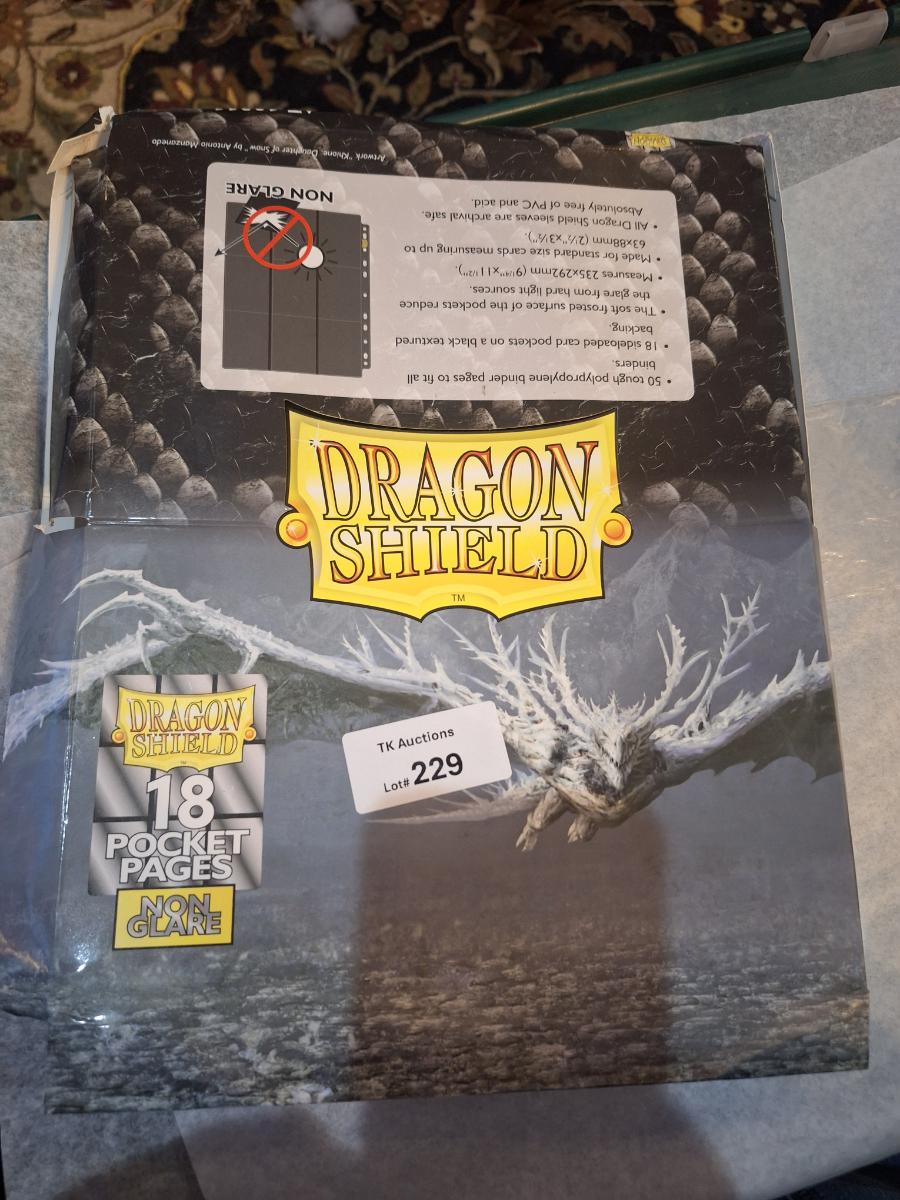 Artwork "Khione, Daughter of Snow" by Antonio Manzanedo
NON GLARE
• 50 tough polypropylene binder pages to fit all
binders.
• 18 sideloaded card pockets on a black textured
backing.
• The soft frosted surface of the pockets reduce
the glare from hard light sources.
• Measures 235x292mm (9 1/4"x11 1/2").
• Made for standard size cards measuring up to
63x88mm (2½"x3½").
• All Dragon Shield sleeves are archival safe.
Absolutely free of PVC and acid.
DRAGON
SHIELD
TM
DRAGON
SHIELD
18
POCKET
PAGES
NON
GLARE
TK Auctions
Lot# 229